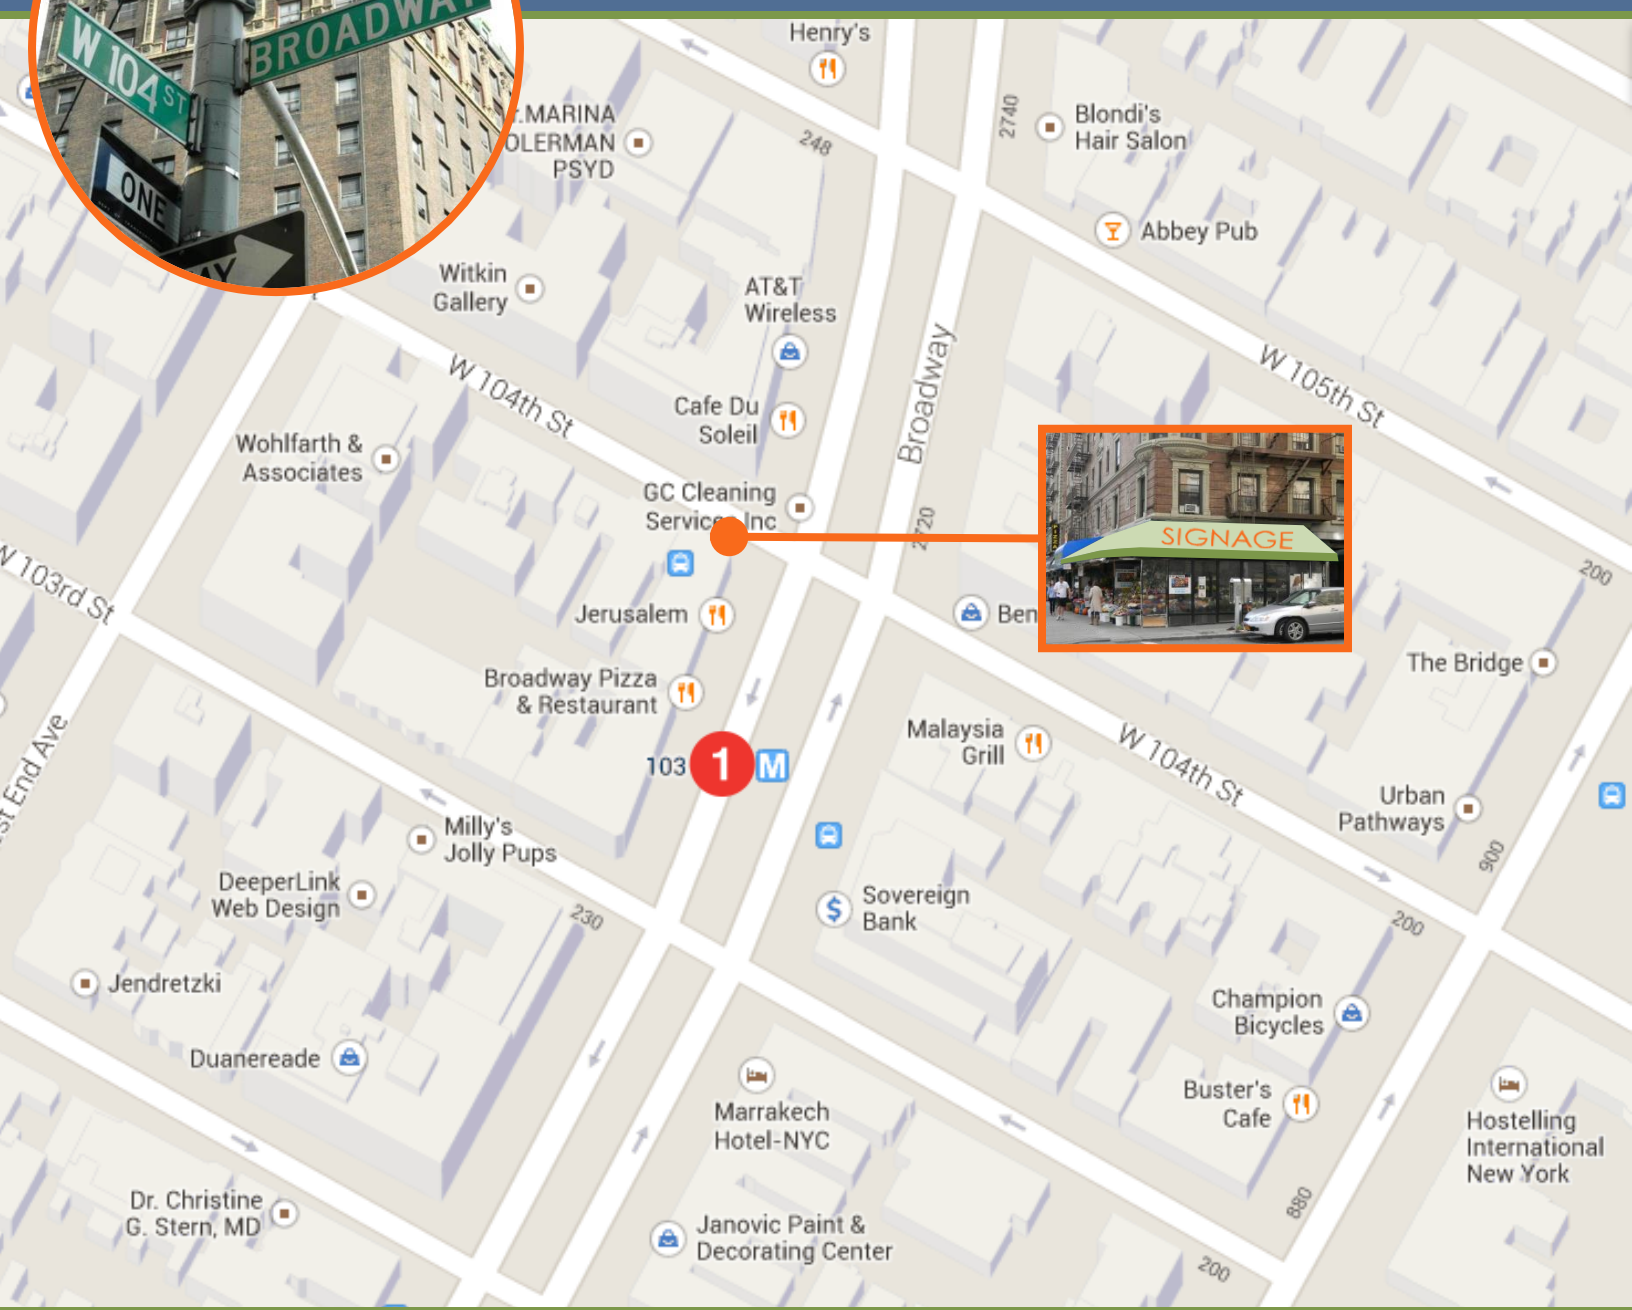 W 104 ST
BROADWAY
ONE
Henry's
2740
Blondi's
Hair Salon
248
PSYD
Abbey Pub
Witkin
Gallery
AT&T
Wireless
W 104th St
Broadway
W 105th St
Cafe Du
Soleil
Wohlfarth &
Associates
GC Cleaning
Services Inc
2720
SIGNAGE
200
W 103rd St
Jerusalem
Ben
The Bridge
Broadway Pizza
& Restaurant
Malaysia
Grill
W 104th St
103
1
M
Urban
Pathways
End Ave
Milly's
Jolly Pups
900
DeeperLink
Web Design
Sovereign
Bank
230
200
Jendretzki
Champion
Bicycles
Duanereade
Buster's
Cafe
Marrakech
Hotel-NYC
Hostelling
International
New York
880
Dr. Christine
G. Stern, MD
Janovic Paint &
Decorating Center
200